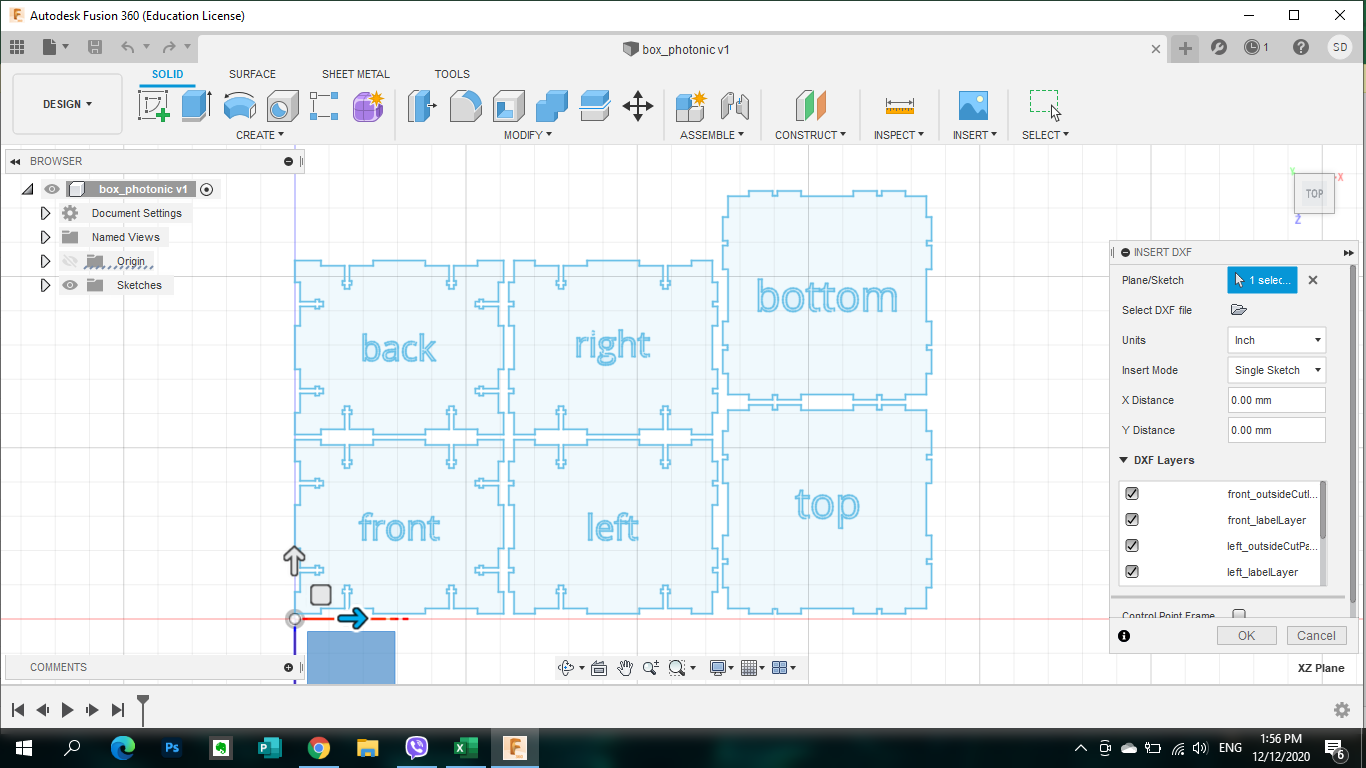 Autodesk Fusion 360 (Education License)
box_photonic v1
1
SD
DESIGN
SOLID SURFACE SHEET METAL TOOLS
CREATE MODIFY ASSEMBLE CONSTRUCT INSPECT INSERT SELECT
BROWSER
box_photonic v1
Document Settings
Named Views
Origin
Sketches
back
right
bottom
front
left
top
Y
X
TOP
Z
INSERT DXF
Plane/Sketch 1 selec...
Select DXF file
Units Inch
Insert Mode Single Sketch
X Distance 0.00 mm
Y Distance 0.00 mm
DXF Layers
front_outsideCutl...
front_labelLayer
left_outsideCutPa...
left_labelLayer
Control Point Frame
OK Cancel
COMMENTS
XZ Plane
Ps
ENG
1:56 PM
12/12/2020
6